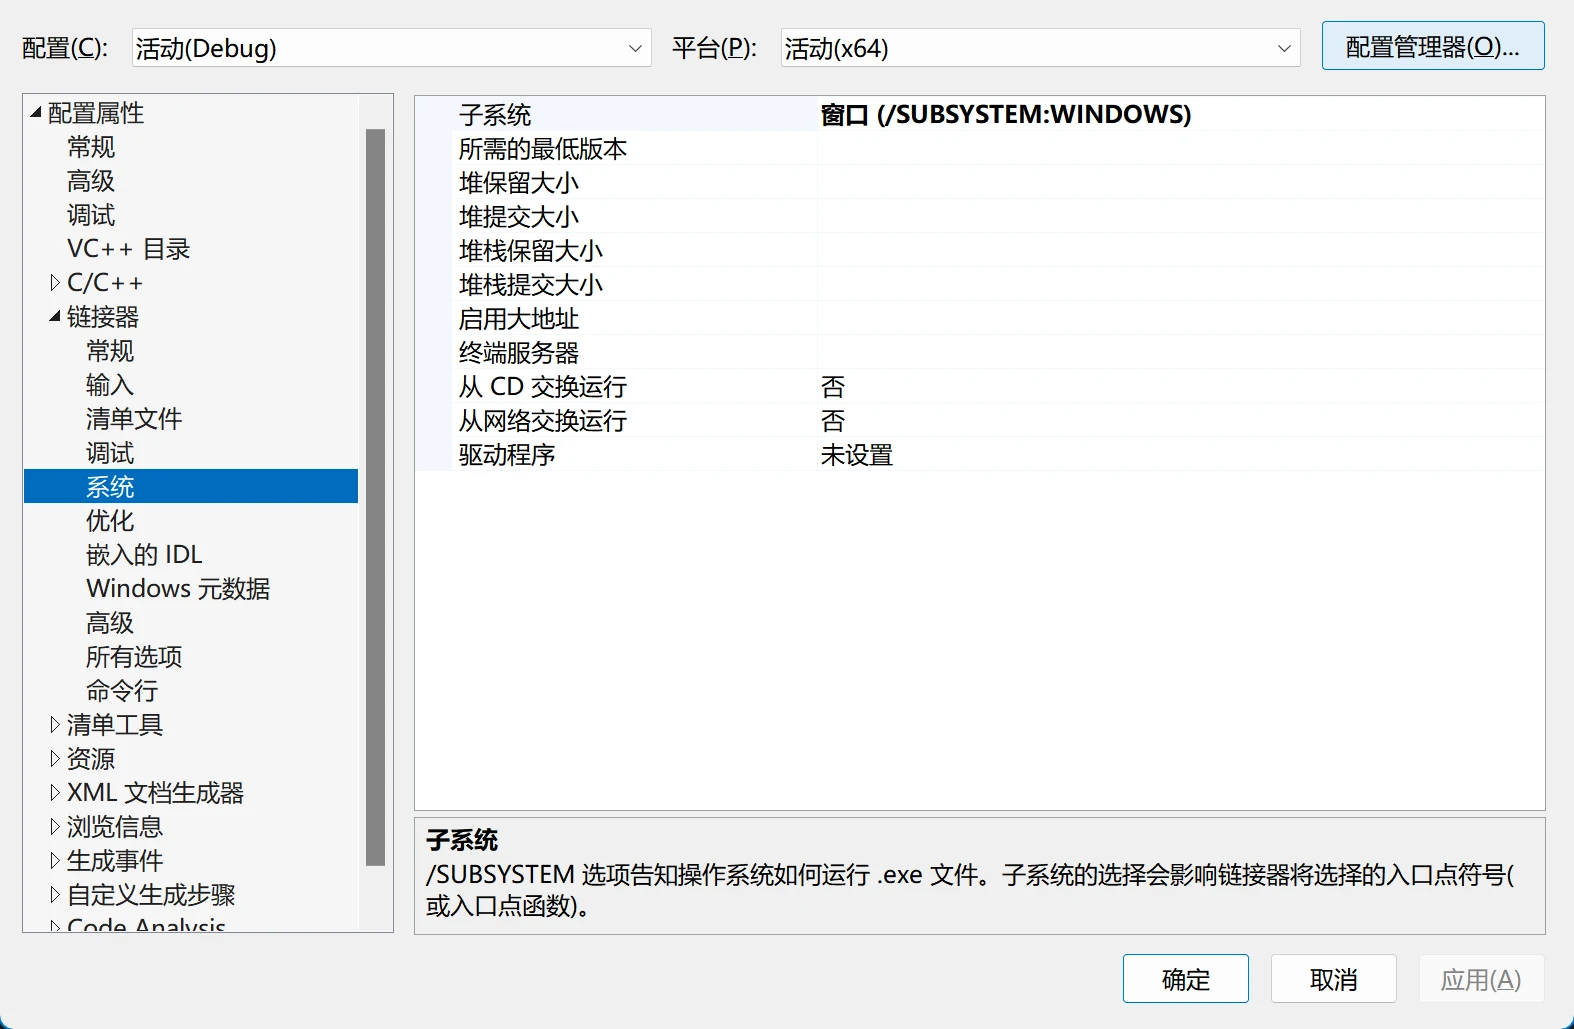 配置(C):
活动(Debug)
平台(P):
活动(x64)
配置管理器(O)...
配置属性
常规
高级
调试
VC++ 目录
C/C++
链接器
常规
输入
清单文件
调试
系统
优化
嵌入的 IDL
Windows 元数据
高级
所有选项
命令行
清单工具
资源
XML 文档生成器
浏览信息
生成事件
自定义生成步骤
Code Analysis
子系统 窗口 (/SUBSYSTEM:WINDOWS)
所需的最低版本
堆保留大小
堆提交大小
堆栈保留大小
堆栈提交大小
启用大地址
终端服务器
从 CD 交换运行 否
从网络交换运行 否
驱动程序 未设置
子系统
/SUBSYSTEM 选项告知操作系统如何运行 .exe 文件。子系统的选择会影响链接器将选择的入口点符号(
或入口点函数)。
确定
取消
应用(A)